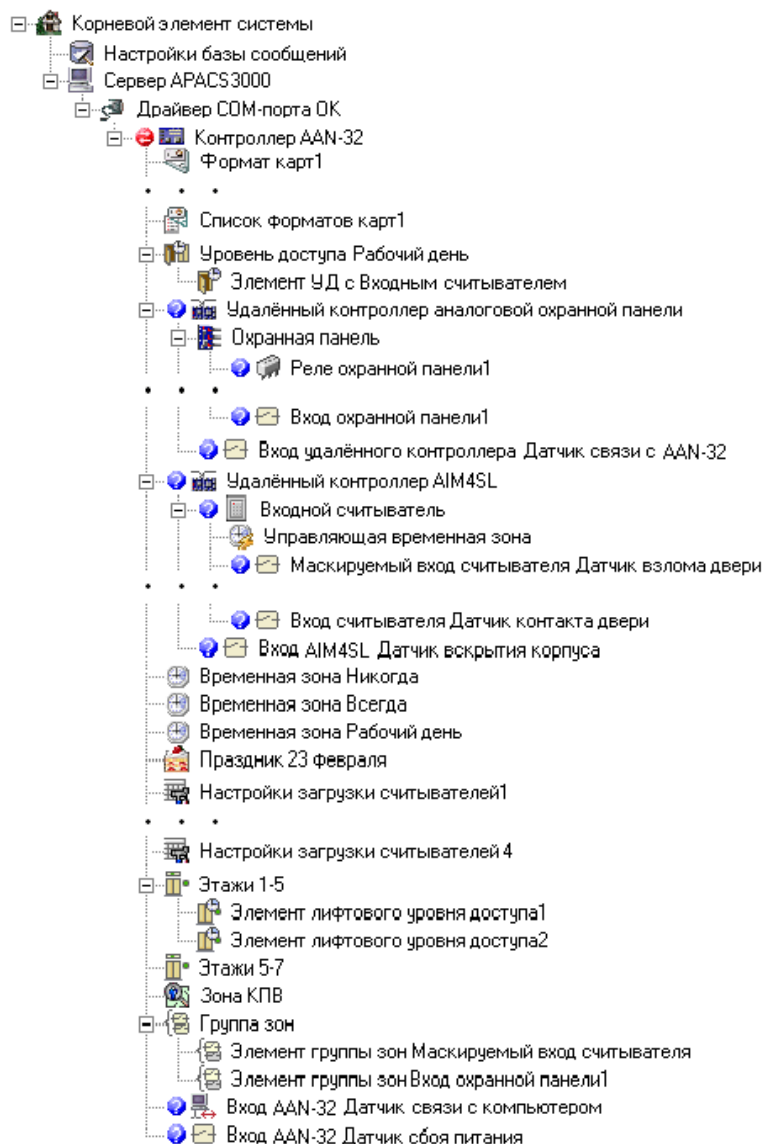 Корневой элемент системы
Настройки базы сообщений
Сервер APACS3000
Драйвер COM-порта OK
Контроллер AAN-32
Формат карт1
. . .
Список форматов карт1
Уровень доступа Рабочий день
Элемент УД с Входным считывателем
Удалённый контроллер аналоговой охранной панели
Охранная панель
Реле охранной панели1
. . .
Вход охранной панели1
Вход удалённого контроллера Датчик связи с AAN-32
Удалённый контроллер AIM4SL
Входной считыватель
Управляющая временная зона
Маскируемый вход считывателя Датчик взлома двери
. . .
Вход считывателя Датчик контакта двери
Вход AIM4SL Датчик вскрытия корпуса
Временная зона Никогда
Временная зона Всегда
Временная зона Рабочий день
Праздник 23 февраля
Настройки загрузки считывателей1
. . .
Настройки загрузки считывателей 4
Этажи 1-5
Элемент лифтового уровня доступа1
Элемент лифтового уровня доступа2
Этажи 5-7
Зона КПВ
Группа зон
Элемент группы зон Маскируемый вход считывателя
Элемент группы зон Вход охранной панели1
Вход AAN-32 Датчик связи с компьютером
Вход AAN-32 Датчик сбоя питания